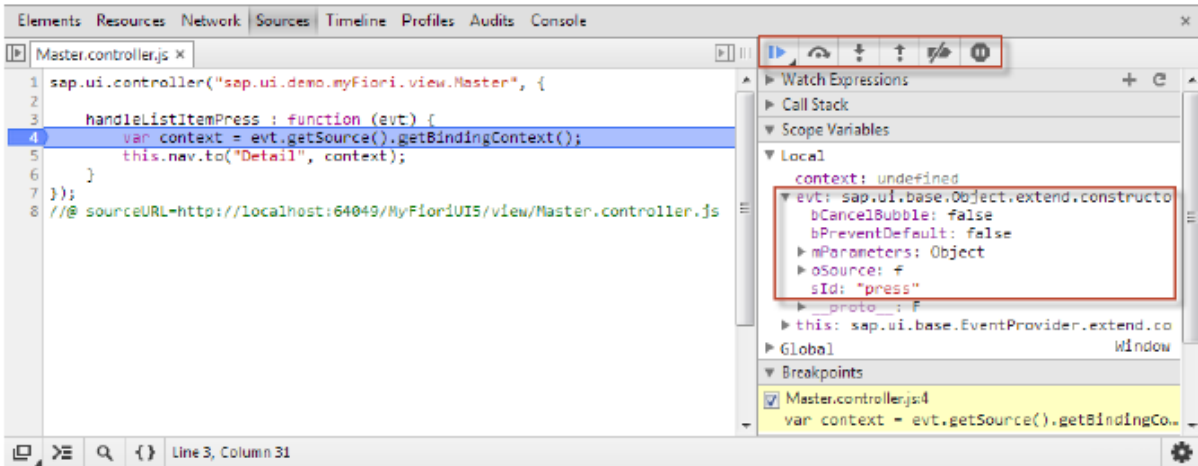 Elements Resources Network Sources Timeline Profiles Audits Console ×
Master.controller.js ×
1 sap.ui.controller("sap.ui.demo.myFiori.view.Master", {
2
3 handleListItemPress : function (evt) {
4 var context = evt.getSource().getBindingContext();
5 this.nav.to("Detail", context);
6 }
7 });
8 //@ sourceURL=http://localhost:64049/MyFioriUI5/view/Master.controller.js
Watch Expressions
Call Stack
Scope Variables
Local
context: undefined
evt: sap.ui.base.Object.extend.constructo
bCancelBubble: false
bPreventDefault: false
mParameters: Object
oSource: f
sId: "press"
__proto__: F
this: sap.ui.base.EventProvider.extend.co
Global Window
Breakpoints
Master.controller.js:4
var context = evt.getSource().getBindingCo…
{} Line 3, Column 31